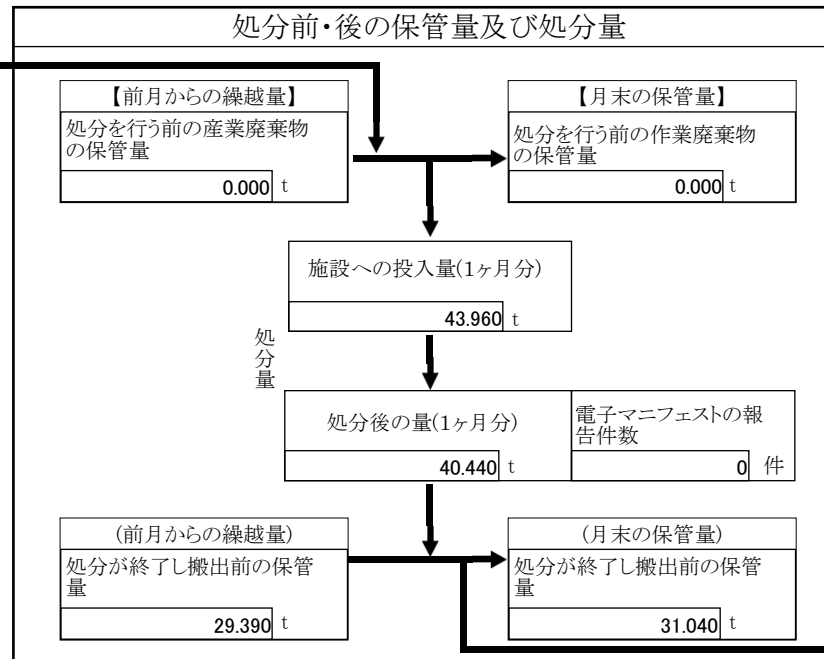 処分前・後の保管量及び処分量
【前月からの繰越量】
処分を行う前の産業廃棄物
の保管量
0.000 t
【月末の保管量】
処分を行う前の作業廃棄物
の保管量
0.000 t
施設への投入量(1ヶ月分)
43.960 t
処分量
処分後の量(1ヶ月分)
40.440 t
電子マニフェストの報
告件数
0 件
(前月からの繰越量)
処分が終了し搬出前の保管
量
29.390 t
(月末の保管量)
処分が終了し搬出前の保管
量
31.040 t